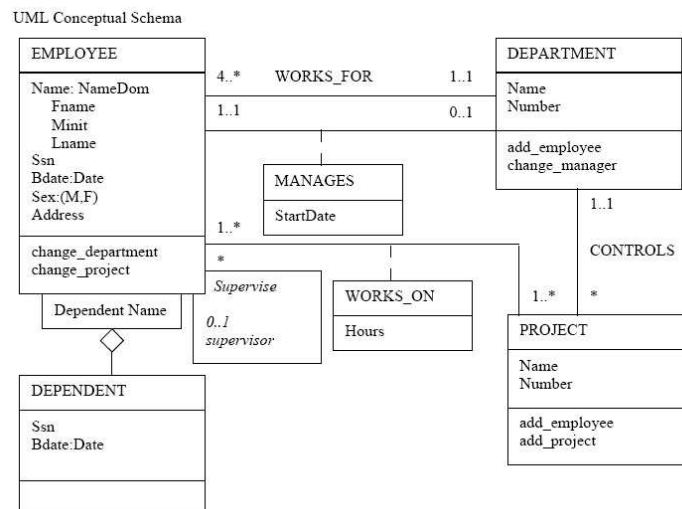 UML Conceptual Schema
EMPLOYEE
Name: NameDom
Fname
Minit
Lname
Ssn
Bdate:Date
Sex:(M,F)
Address
change_department
change_project
Dependent Name
DEPENDENT
Ssn
Bdate:Date
4..*
WORKS_FOR
1..1
1..1
0..1
MANAGES
StartDate
1..*
*
Supervise
0..1
supervisor
WORKS_ON
Hours
DEPARTMENT
Name
Number
add_employee
change_manager
1..1
CONTROLS
1..*
*
PROJECT
Name
Number
add_employee
add_project